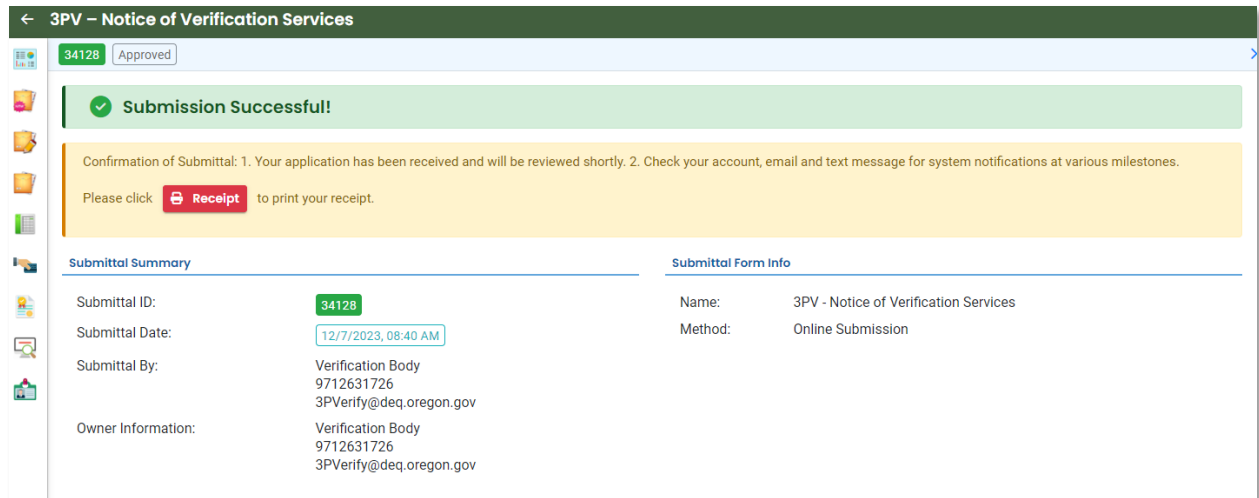 ← 3PV – Notice of Verification Services
34128 Approved
Submission Successful!
Confirmation of Submittal: 1. Your application has been received and will be reviewed shortly. 2. Check your account, email and text message for system notifications at various milestones.
Please click Receipt to print your receipt.
Submittal Summary
Submittal ID: 34128
Submittal Date: 12/7/2023, 08:40 AM
Submittal By: Verification Body
9712631726
3PVerify@deq.oregon.gov
Owner Information: Verification Body
9712631726
3PVerify@deq.oregon.gov
Submittal Form Info
Name: 3PV - Notice of Verification Services
Method: Online Submission